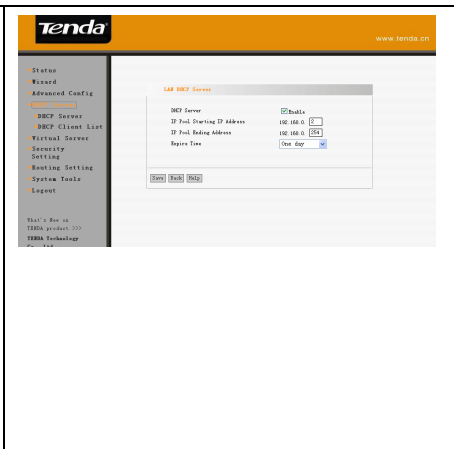 Tenda
www.tenda.cn
Status
Wizard
Advanced Config
DHCP Server
DHCP Client List
Virtual Server
Security
Setting
Routing Setting
System Tools
Logout
What's New on
TENDA product >>>
TENDA Technology
LAN DHCP Server
DHCP Server Enable
IP Pool Starting IP Address 192.168.0. 2
IP Pool Ending Address 192.168.0. 254
Expire Time One day
Save Back Help